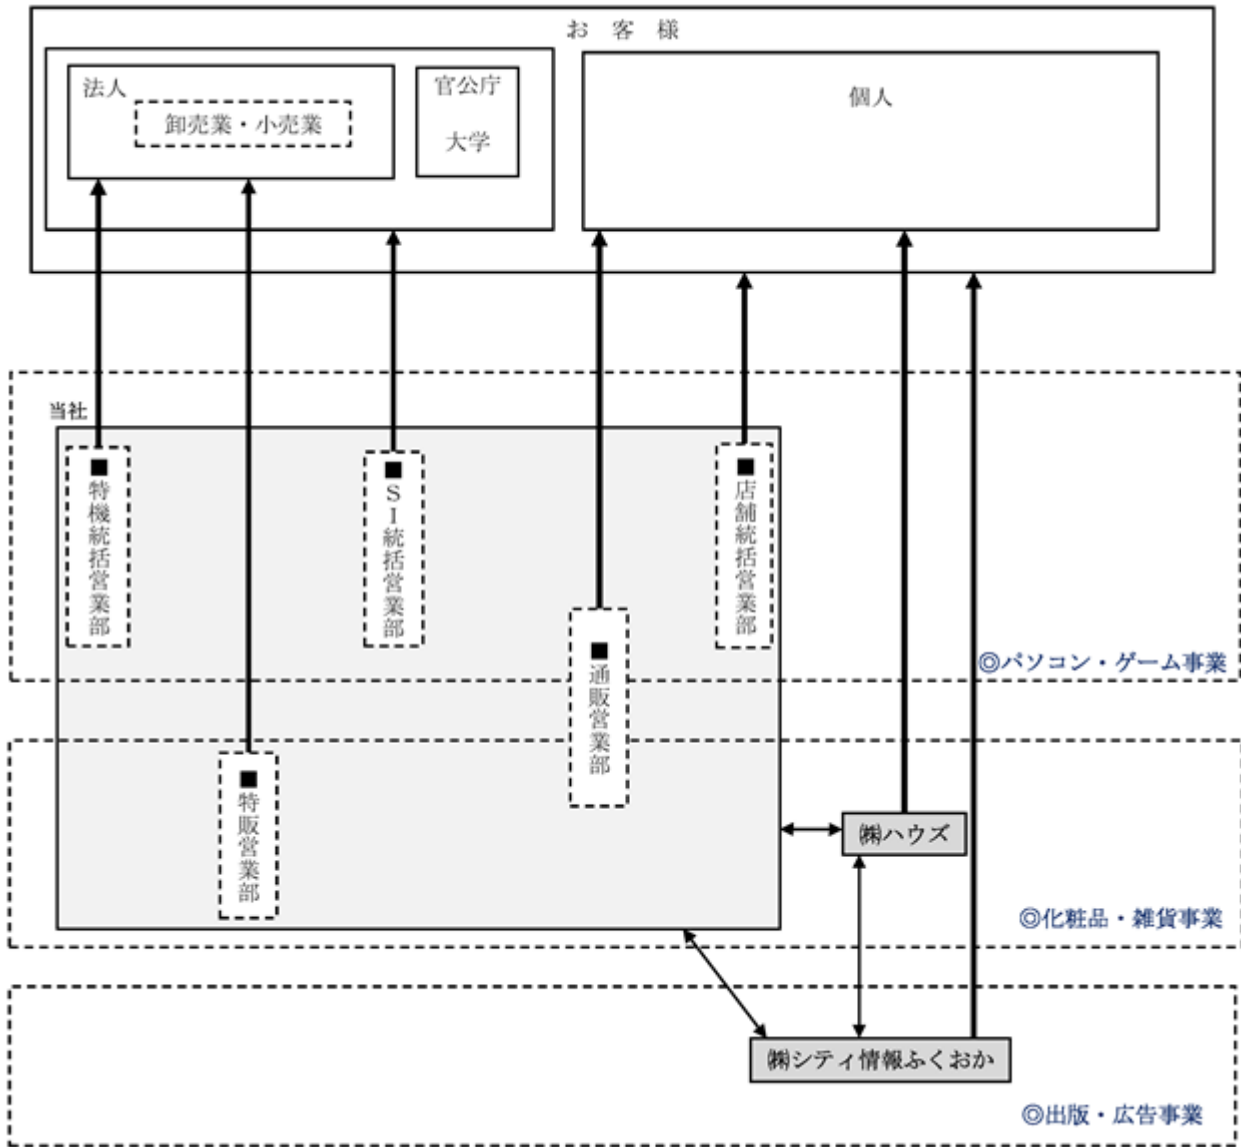 お 客 様
法人
卸売業・小売業
官公庁
大学
個人
当社
■特機統括営業部
■SI統括営業部
■店舗統括営業部
■通販営業部
◎パソコン・ゲーム事業
■特販営業部
㈱ハウズ
◎化粧品・雑貨事業
㈱シティ情報ふくおか
◎出版・広告事業